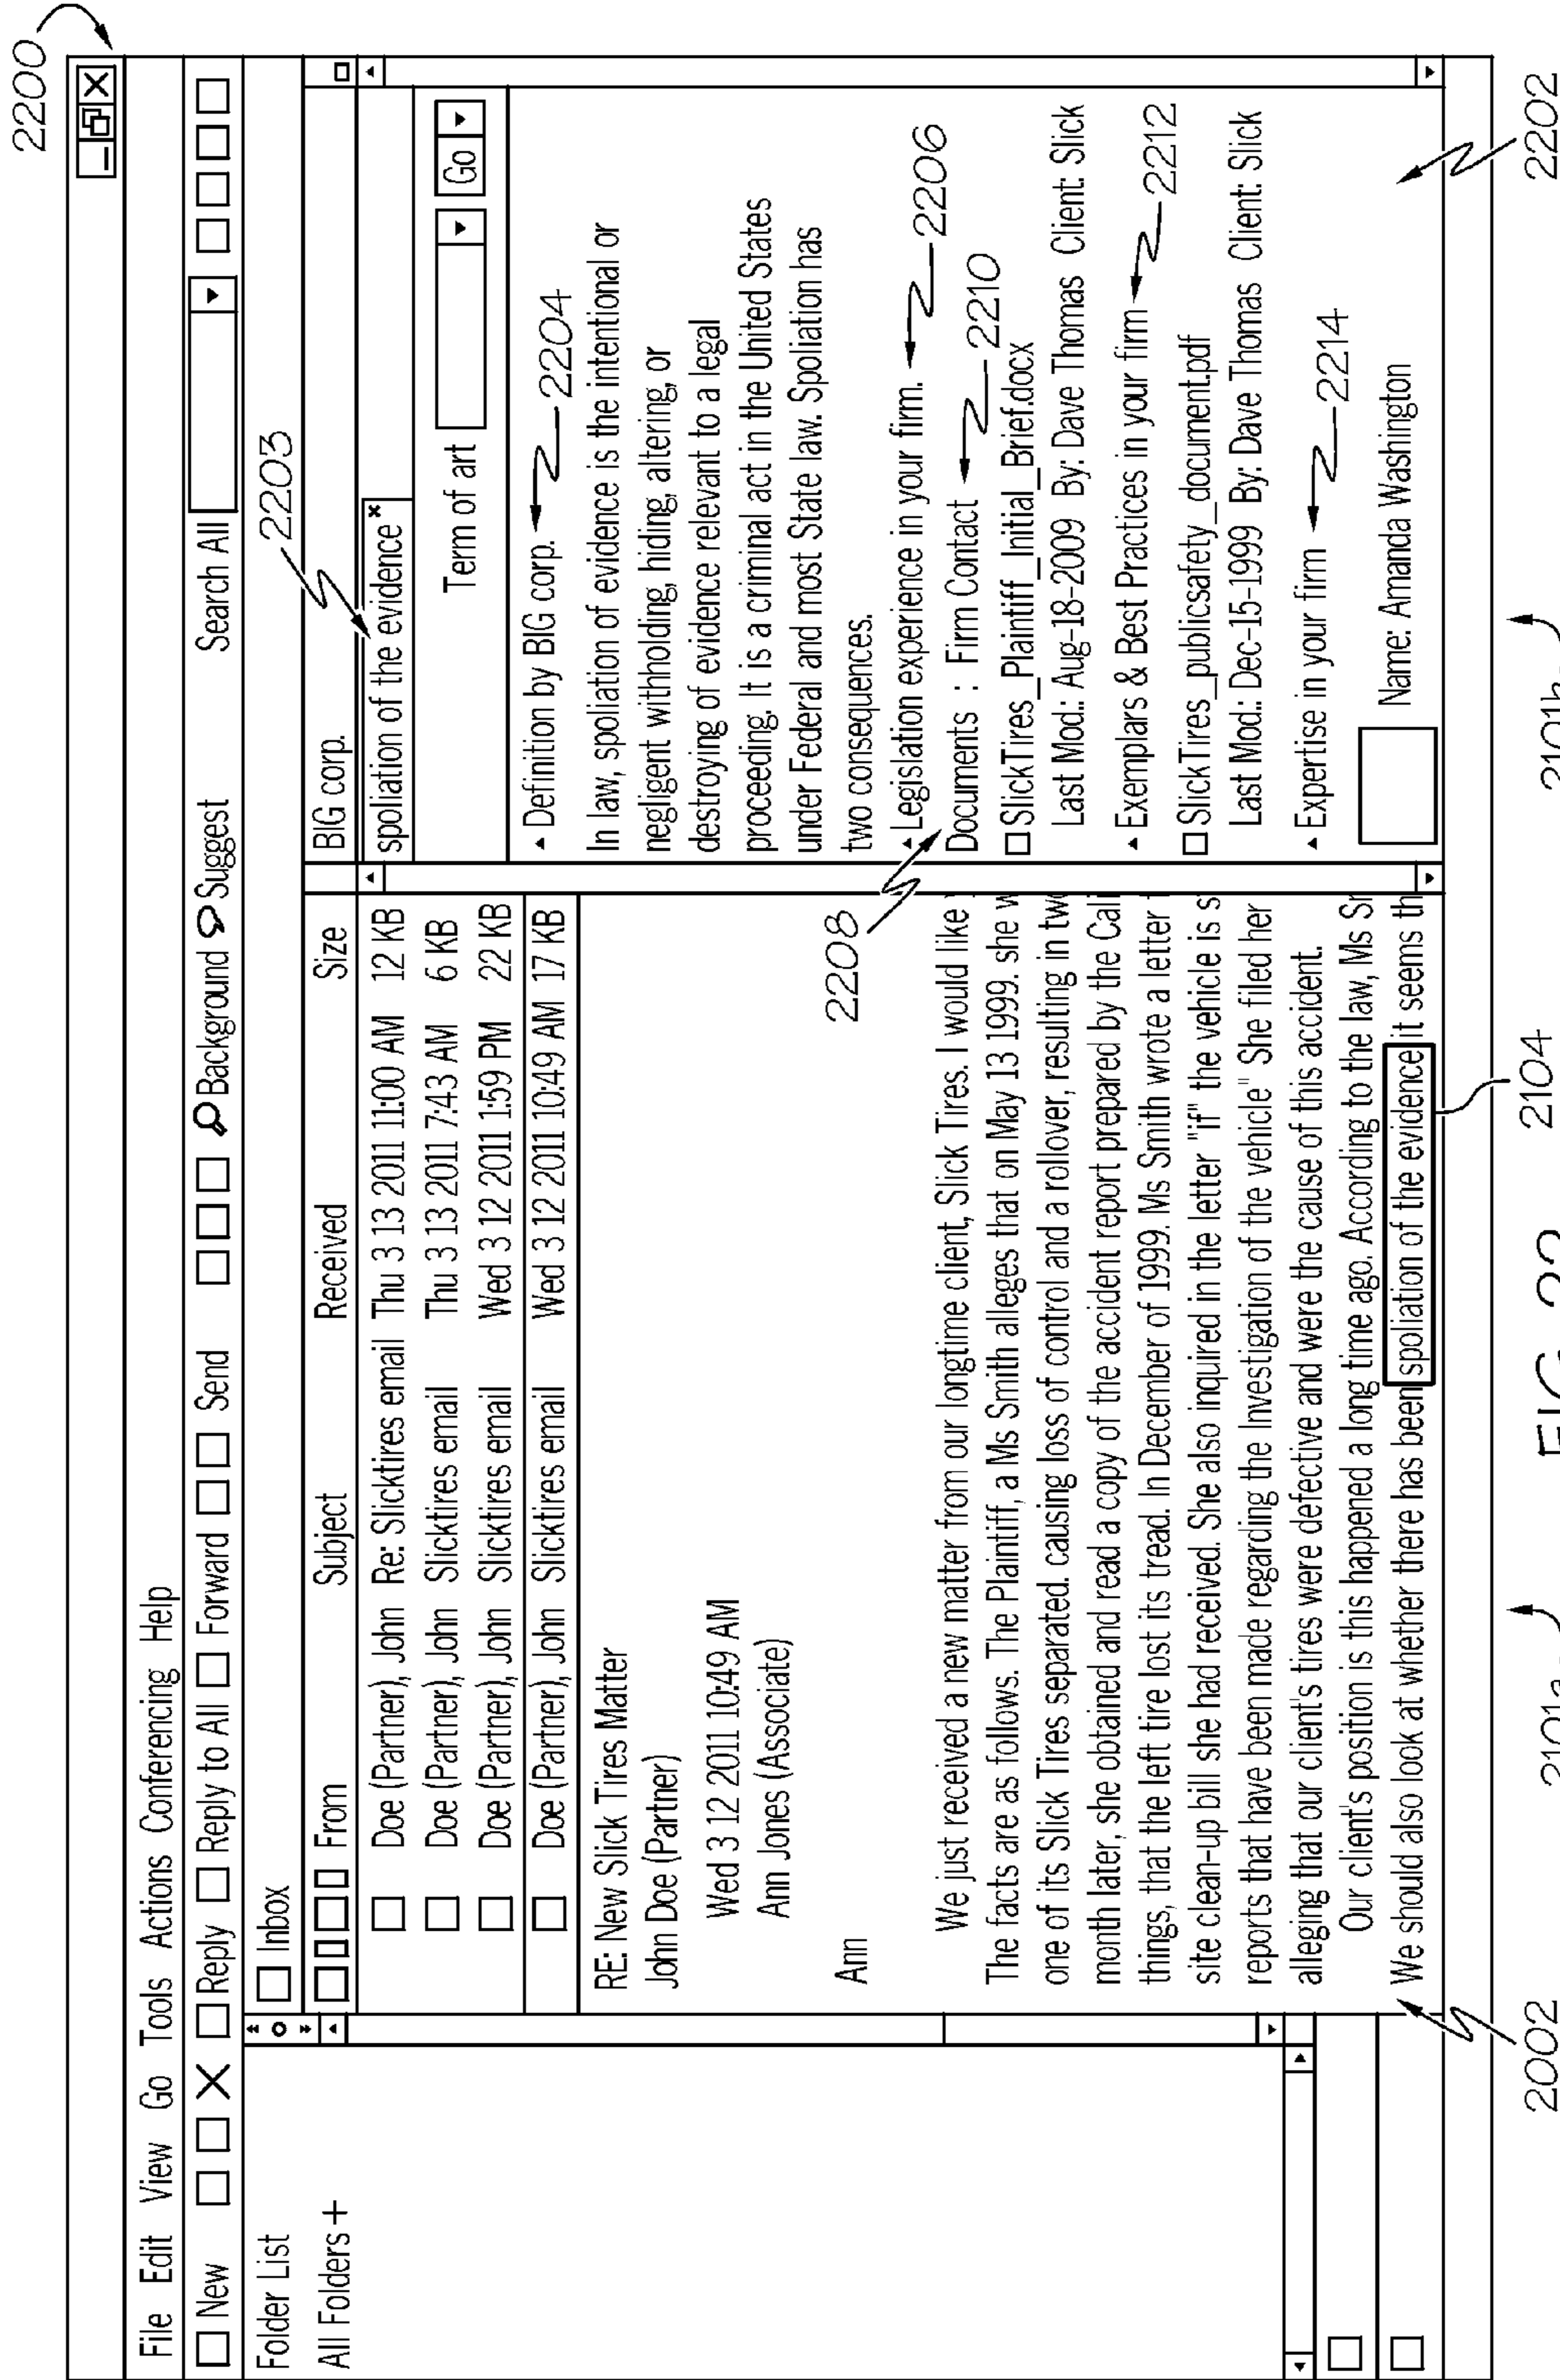 2200
File Edit View Go Tools Actions Conferencing Help
New Reply Reply to All Forward Send Background Suggest Search All
Folder List
All Folders +
Inbox
From Subject Received Size
Doe (Partner), John Re: Slicktires email Thu 3 13 2011 11:00 AM 12 KB
Doe (Partner), John Slicktires email Thu 3 13 2011 7:43 AM 6 KB
Doe (Partner), John Slicktires email Wed 3 12 2011 1:59 PM 22 KB
Doe (Partner), John Slicktires email Wed 3 12 2011 10:49 AM 17 KB
RE: New Slick Tires Matter
John Doe (Partner)
Wed 3 12 2011 10:49 AM
Ann Jones (Associate)
Ann
We just received a new matter from our longtime client, Slick Tires. I would like
The facts are as follows. The Plaintiff, a Ms Smith alleges that on May 13 1999. she w
one of its Slick Tires separated. causing loss of control and a rollover, resulting in two
month later, she obtained and read a copy of the accident report prepared by the Cali
things, that the left tire lost its tread. In December of 1999. Ms Smith wrote a letter
site clean-up bill she had received. She also inquired in the letter "if" the vehicle is s
reports that have been made regarding the Investigation of the vehicle" She filed her
alleging that our client's tires were defective and were the cause of this accident.
Our client's position is this happened a long time ago. According to the law, Ms Sr
We should also look at whether there has been spoliation of the evidence it seems th
BIG corp.
2203
spoliation of the evidence x
Term of art Go
Definition by BIG corp. 2204
In law, spoliation of evidence is the intentional or
negligent withholding, hiding, altering, or
destroying of evidence relevant to a legal
proceeding. It is a criminal act in the United States
under Federal and most State law. Spoliation has
two consequences.
Legislation experience in your firm. 2206
2208
Documents : Firm Contact 2210
SlickTires_Plaintiff_Initial_Brief.docx
Last Mod.: Aug-18-2009 By: Dave Thomas Client: Slick
Exemplars & Best Practices in your firm 2212
SlickTires_publicsafety_document.pdf
Last Mod.: Dec-15-1999 By: Dave Thomas Client: Slick
Expertise in your firm 2214
Name: Amanda Washington
2002
2101a
2104
2101b
2202
FIG. 22